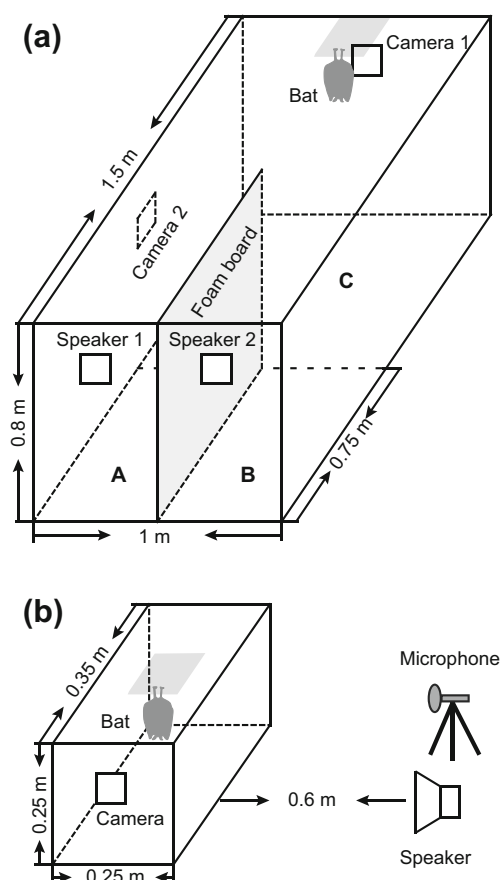 (a)
Camera 1
Bat
1.5 m
Camera 2
Foam board
C
Speaker 1
Speaker 2
0.8 m
0.75 m
A
B
1 m
(b)
0.35 m
Microphone
Bat
0.25 m
0.6 m
Camera
Speaker
0.25 m